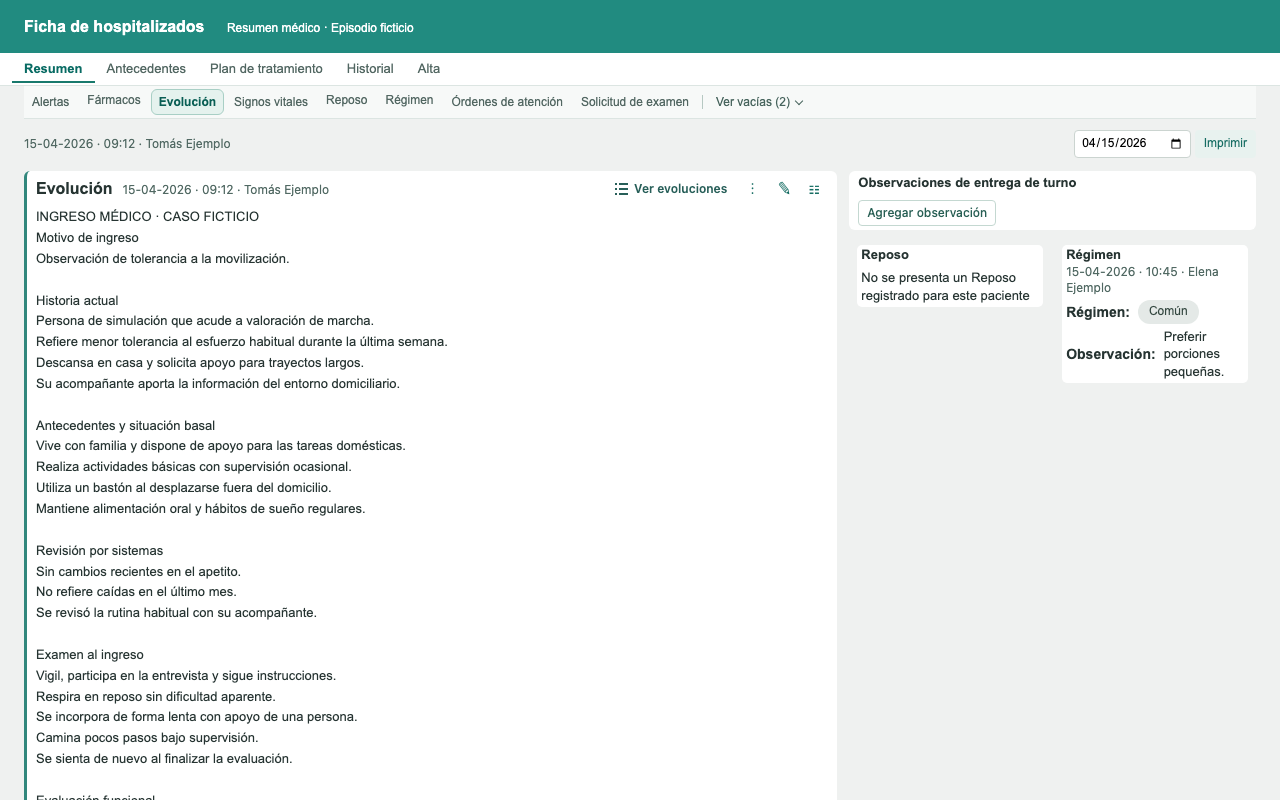 Ficha de hospitalizados
Resumen médico · Episodio ficticio
Resumen
Antecedentes
Plan de tratamiento
Historial
Alta
Alertas
Fármacos
Evolución
Signos vitales
Reposo
Régimen
Órdenes de atención
Solicitud de examen
Ver vacías (2)
15-04-2026 · 09:12 · Tomás Ejemplo
04/15/2026
Imprimir
Evolución 15-04-2026 · 09:12 · Tomás Ejemplo
Ver evoluciones
INGRESO MÉDICO · CASO FICTICIO
Motivo de ingreso
Observación de tolerancia a la movilización.
Historia actual
Persona de simulación que acude a valoración de marcha.
Refiere menor tolerancia al esfuerzo habitual durante la última semana.
Descansa en casa y solicita apoyo para trayectos largos.
Su acompañante aporta la información del entorno domiciliario.
Antecedentes y situación basal
Vive con familia y dispone de apoyo para las tareas domésticas.
Realiza actividades básicas con supervisión ocasional.
Utiliza un bastón al desplazarse fuera del domicilio.
Mantiene alimentación oral y hábitos de sueño regulares.
Revisión por sistemas
Sin cambios recientes en el apetito.
No refiere caídas en el último mes.
Se revisó la rutina habitual con su acompañante.
Examen al ingreso
Vigil, participa en la entrevista y sigue instrucciones.
Respira en reposo sin dificultad aparente.
Se incorpora de forma lenta con apoyo de una persona.
Camina pocos pasos bajo supervisión.
Se sienta de nuevo al finalizar la evaluación.
Evaluación funcional
Observaciones de entrega de turno
Agregar observación
Reposo
No se presenta un Reposo
registrado para este paciente
Régimen
15-04-2026 · 10:45 · Elena
Ejemplo
Régimen: Común
Observación: Preferir
porciones
pequeñas.